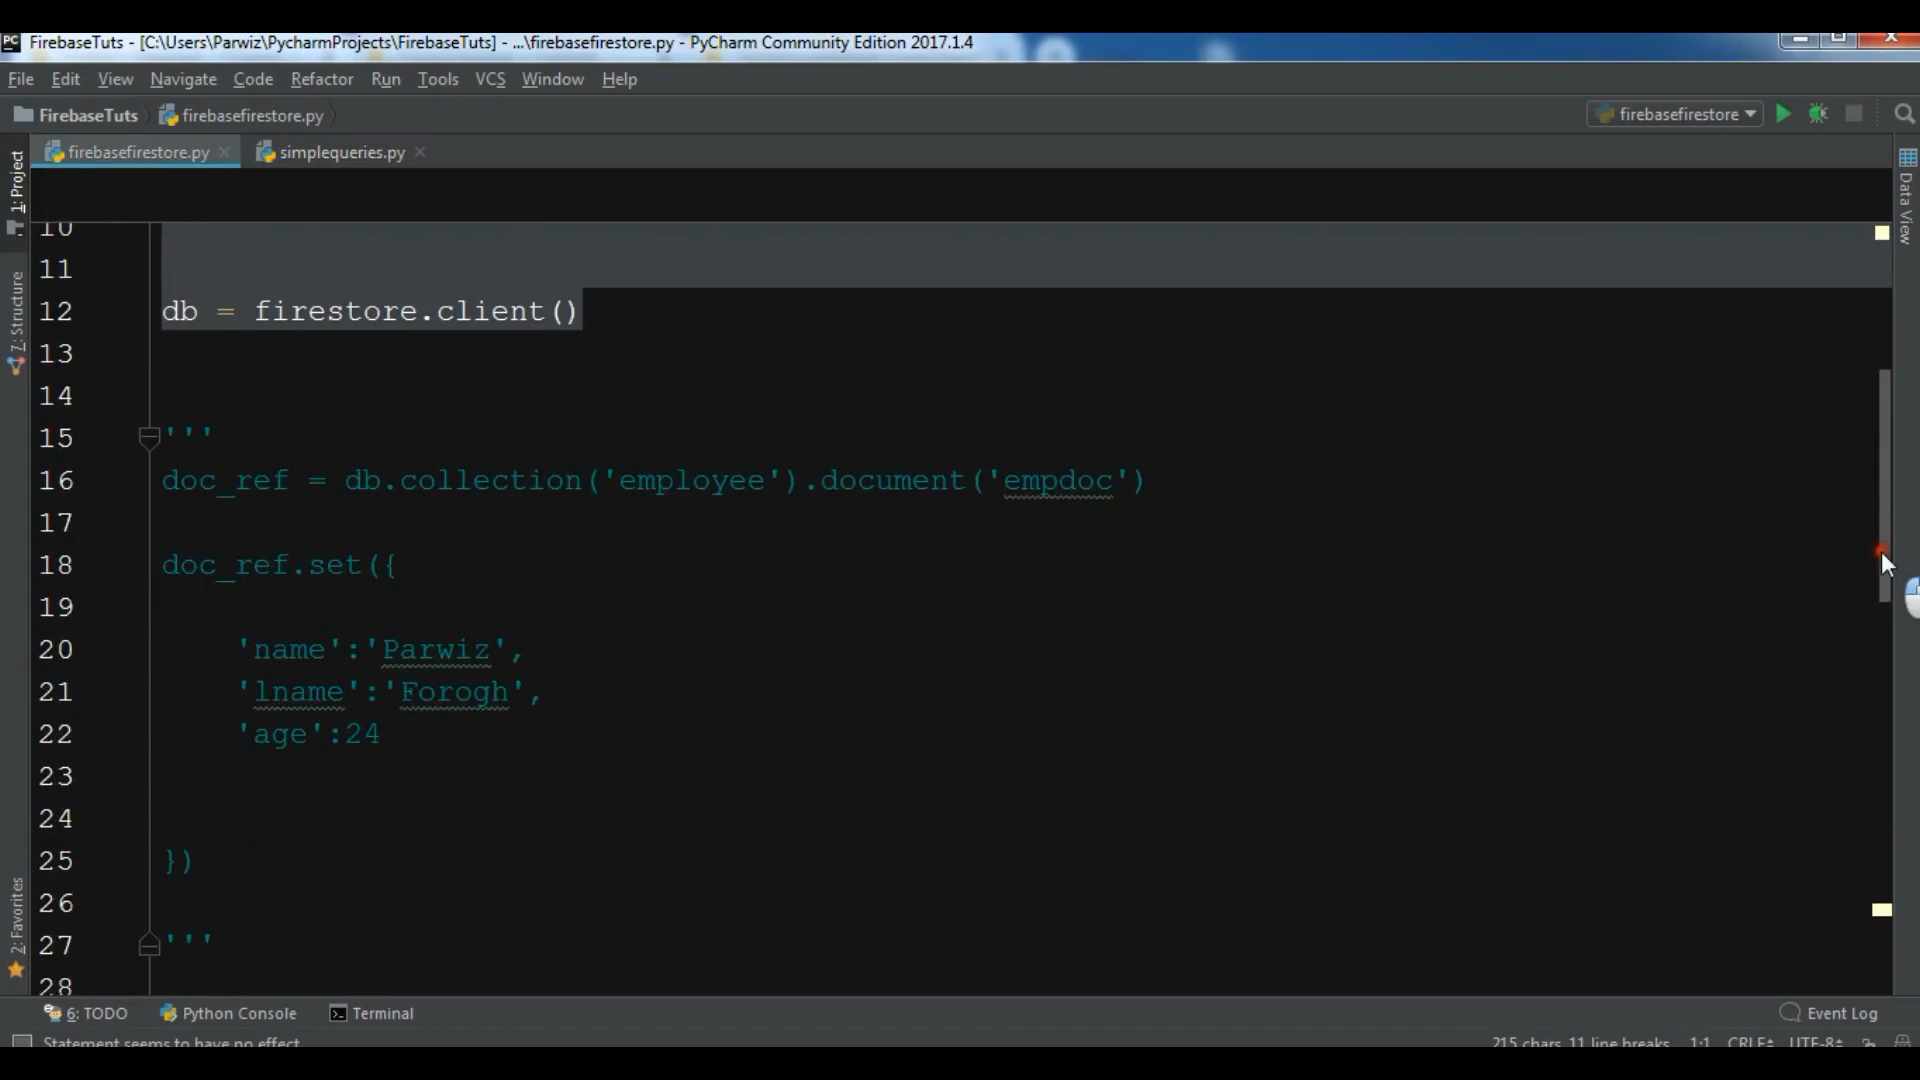 PC FirebaseTuts - [C:\Users\Parwiz\PycharmProjects\FirebaseTuts] - ...\firebasefirestore.py - PyCharm Community Edition 2017.1.4
File Edit View Navigate Code Refactor Run Tools VCS Window Help
FirebaseTuts firebasefirestore.py firebasefirestore
firebasefirestore.py simplequeries.py
1: Project
7: Structure
2: Favorites
Data View
10
11
12 db = firestore.client()
13
14
15 '''
16 doc_ref = db.collection('employee').document('empdoc')
17
18 doc_ref.set({
19
20 'name':'Parwiz',
21 'lname':'Forogh',
22 'age':24
23
24
25 })
26
27 '''
28
6: TODO Python Console Terminal Event Log
Statement seems to have no effect 215 chars, 11 line breaks 1:1 CRLF÷ UTF-8÷